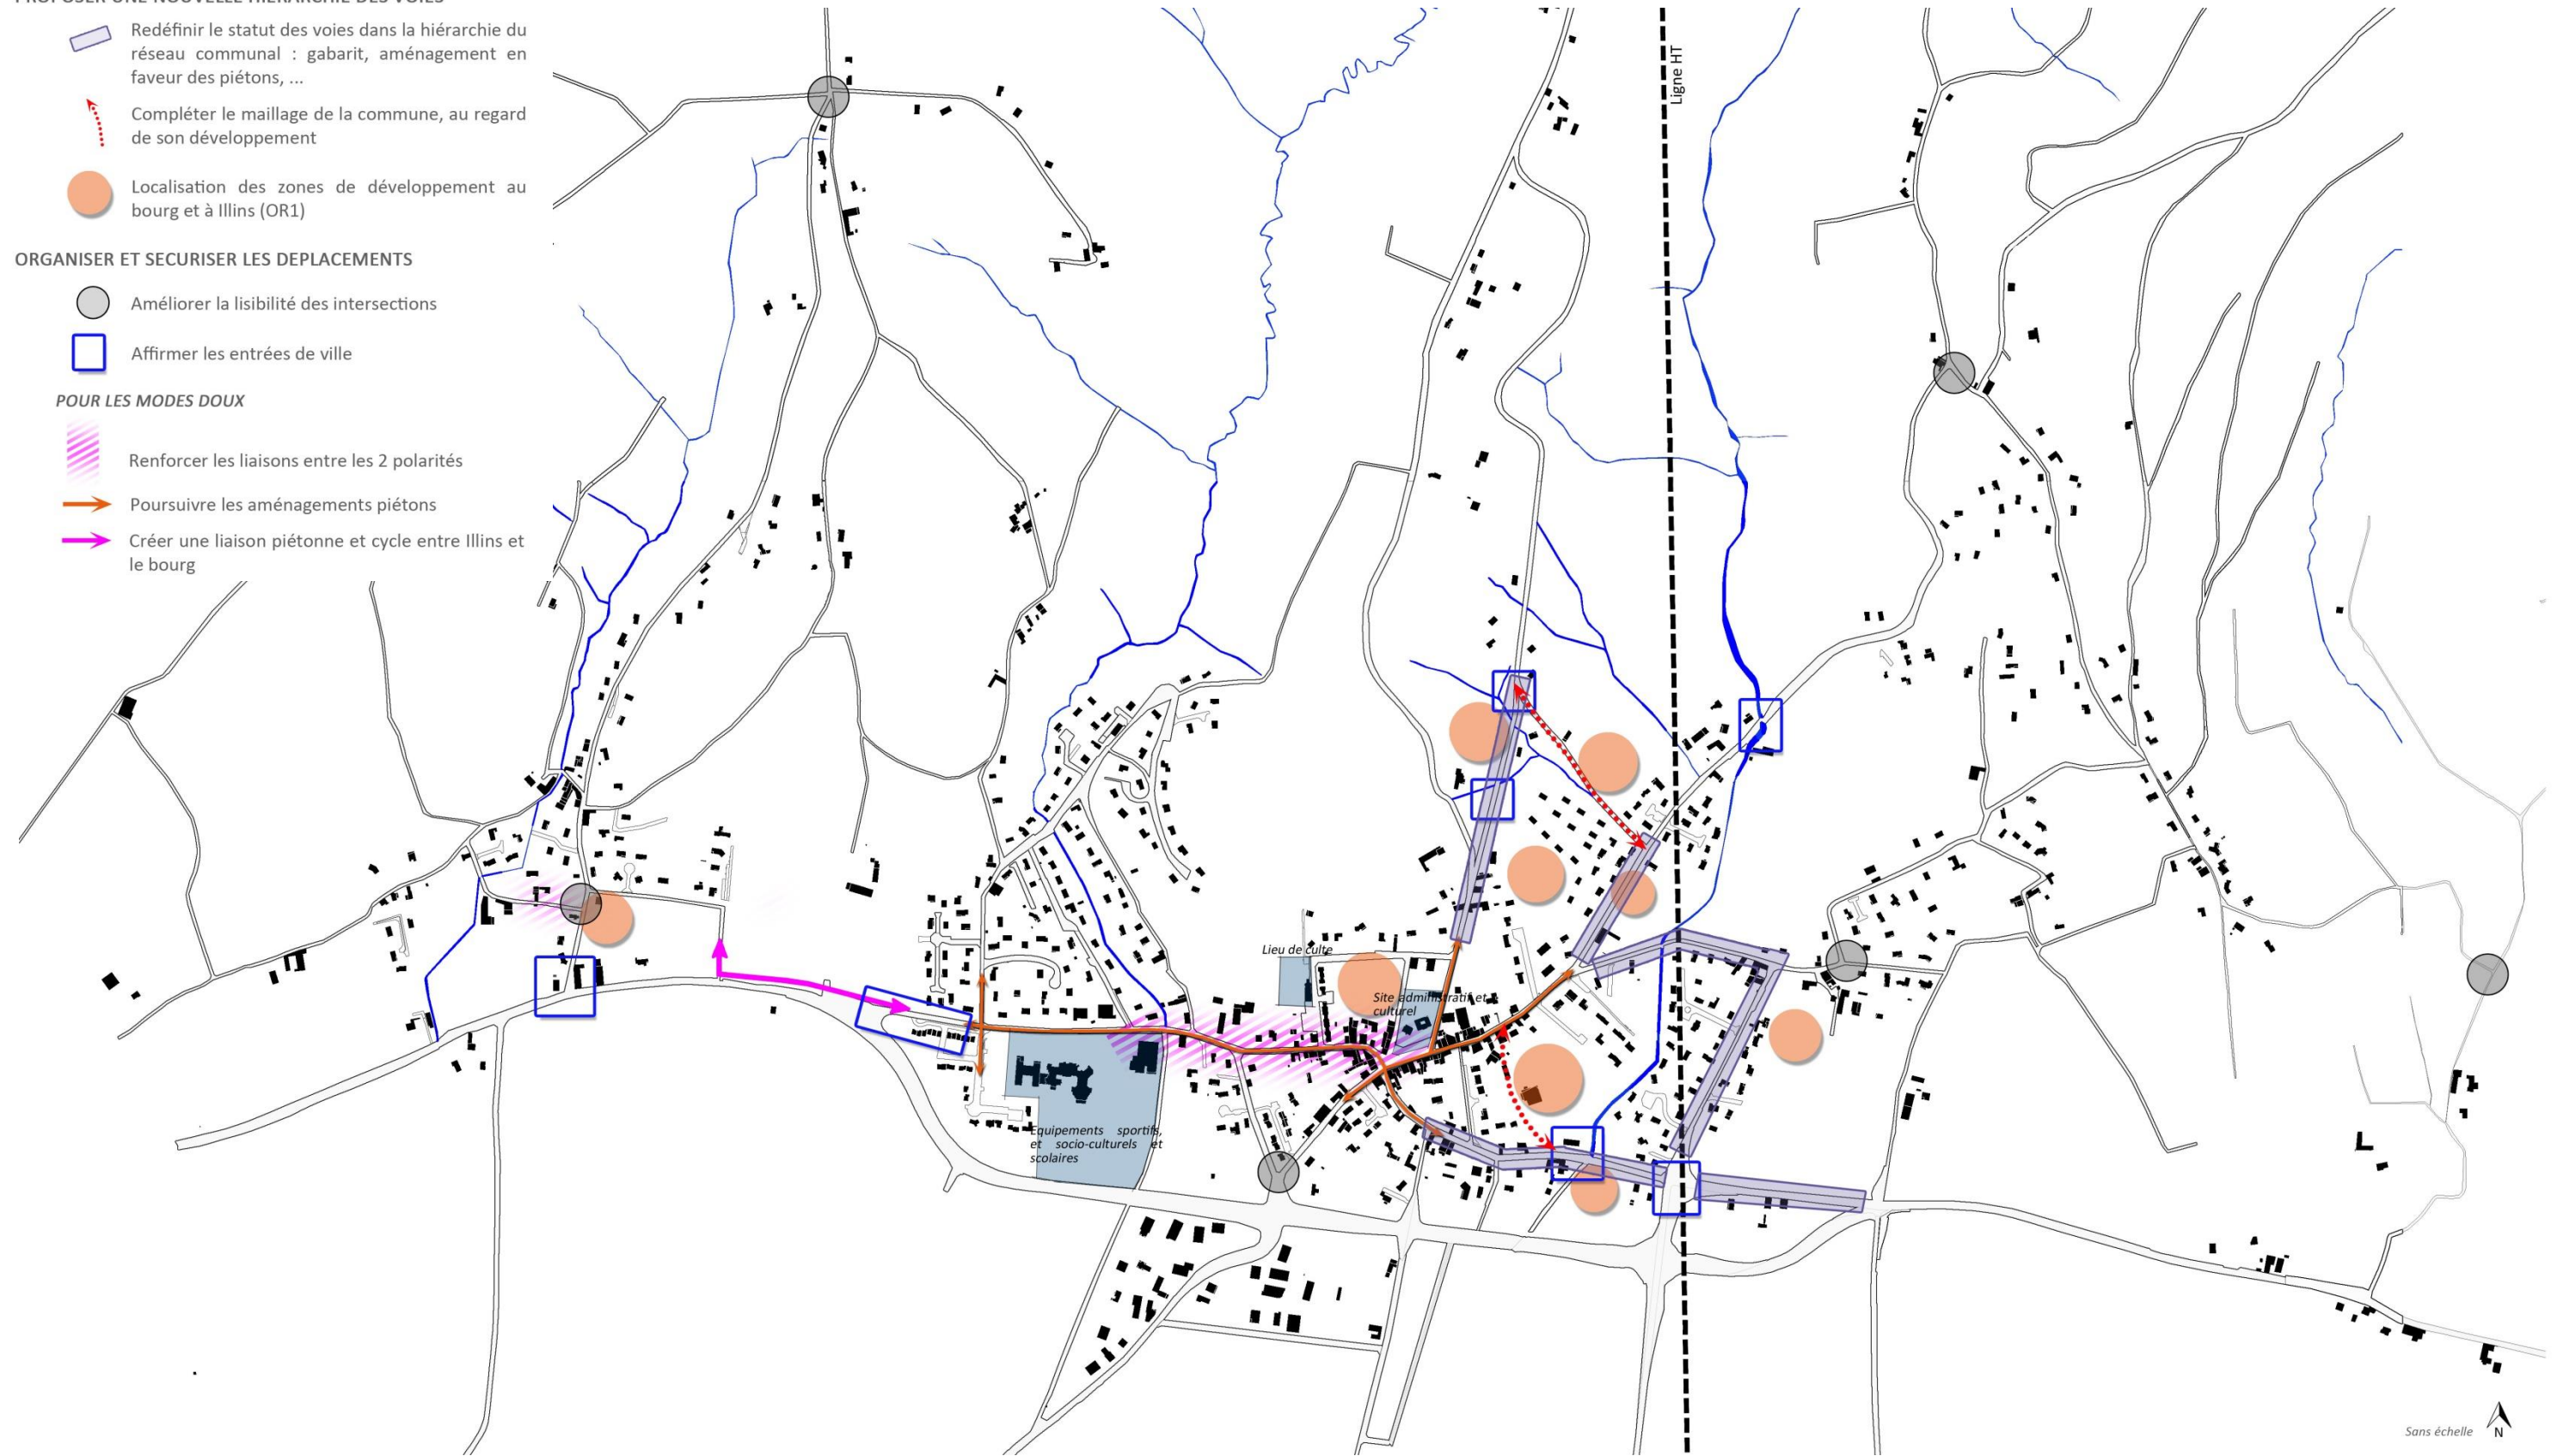 PROPOSER UNE NOUVELLE HIERARCHIE DES VOIES
Redéfinir le statut des voies dans la hiérarchie du
réseau communal : gabarit, aménagement en
faveur des piétons, ...
Compléter le maillage de la commune, au regard
de son développement
Localisation des zones de développement au
bourg et à Illins (OR1)
ORGANISER ET SECURISER LES DEPLACEMENTS
Améliorer la lisibilité des intersections
Affirmer les entrées de ville
POUR LES MODES DOUX
Renforcer les liaisons entre les 2 polarités
Poursuivre les aménagements piétons
Créer une liaison piétonne et cycle entre Illins et
le bourg
Ligne HT
Lieu de culte
Site administratif et
culturel
Equipements sportifs,
et socio-culturels et
scolaires
Sans échelle
N